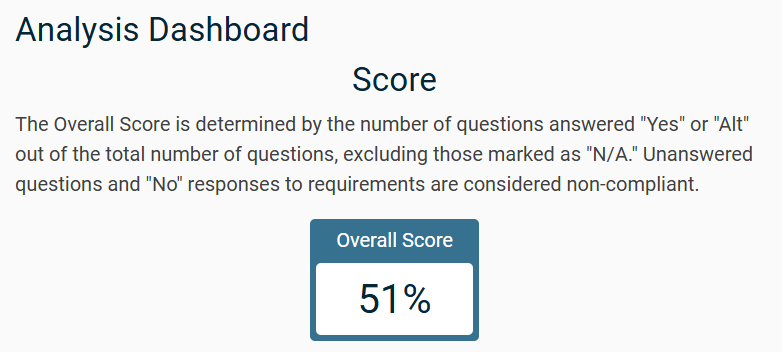 Analysis Dashboard
Score
The Overall Score is determined by the number of questions answered "Yes" or "Alt"
out of the total number of questions, excluding those marked as "N/A." Unanswered
questions and "No" responses to requirements are considered non-compliant.
Overall Score
51%